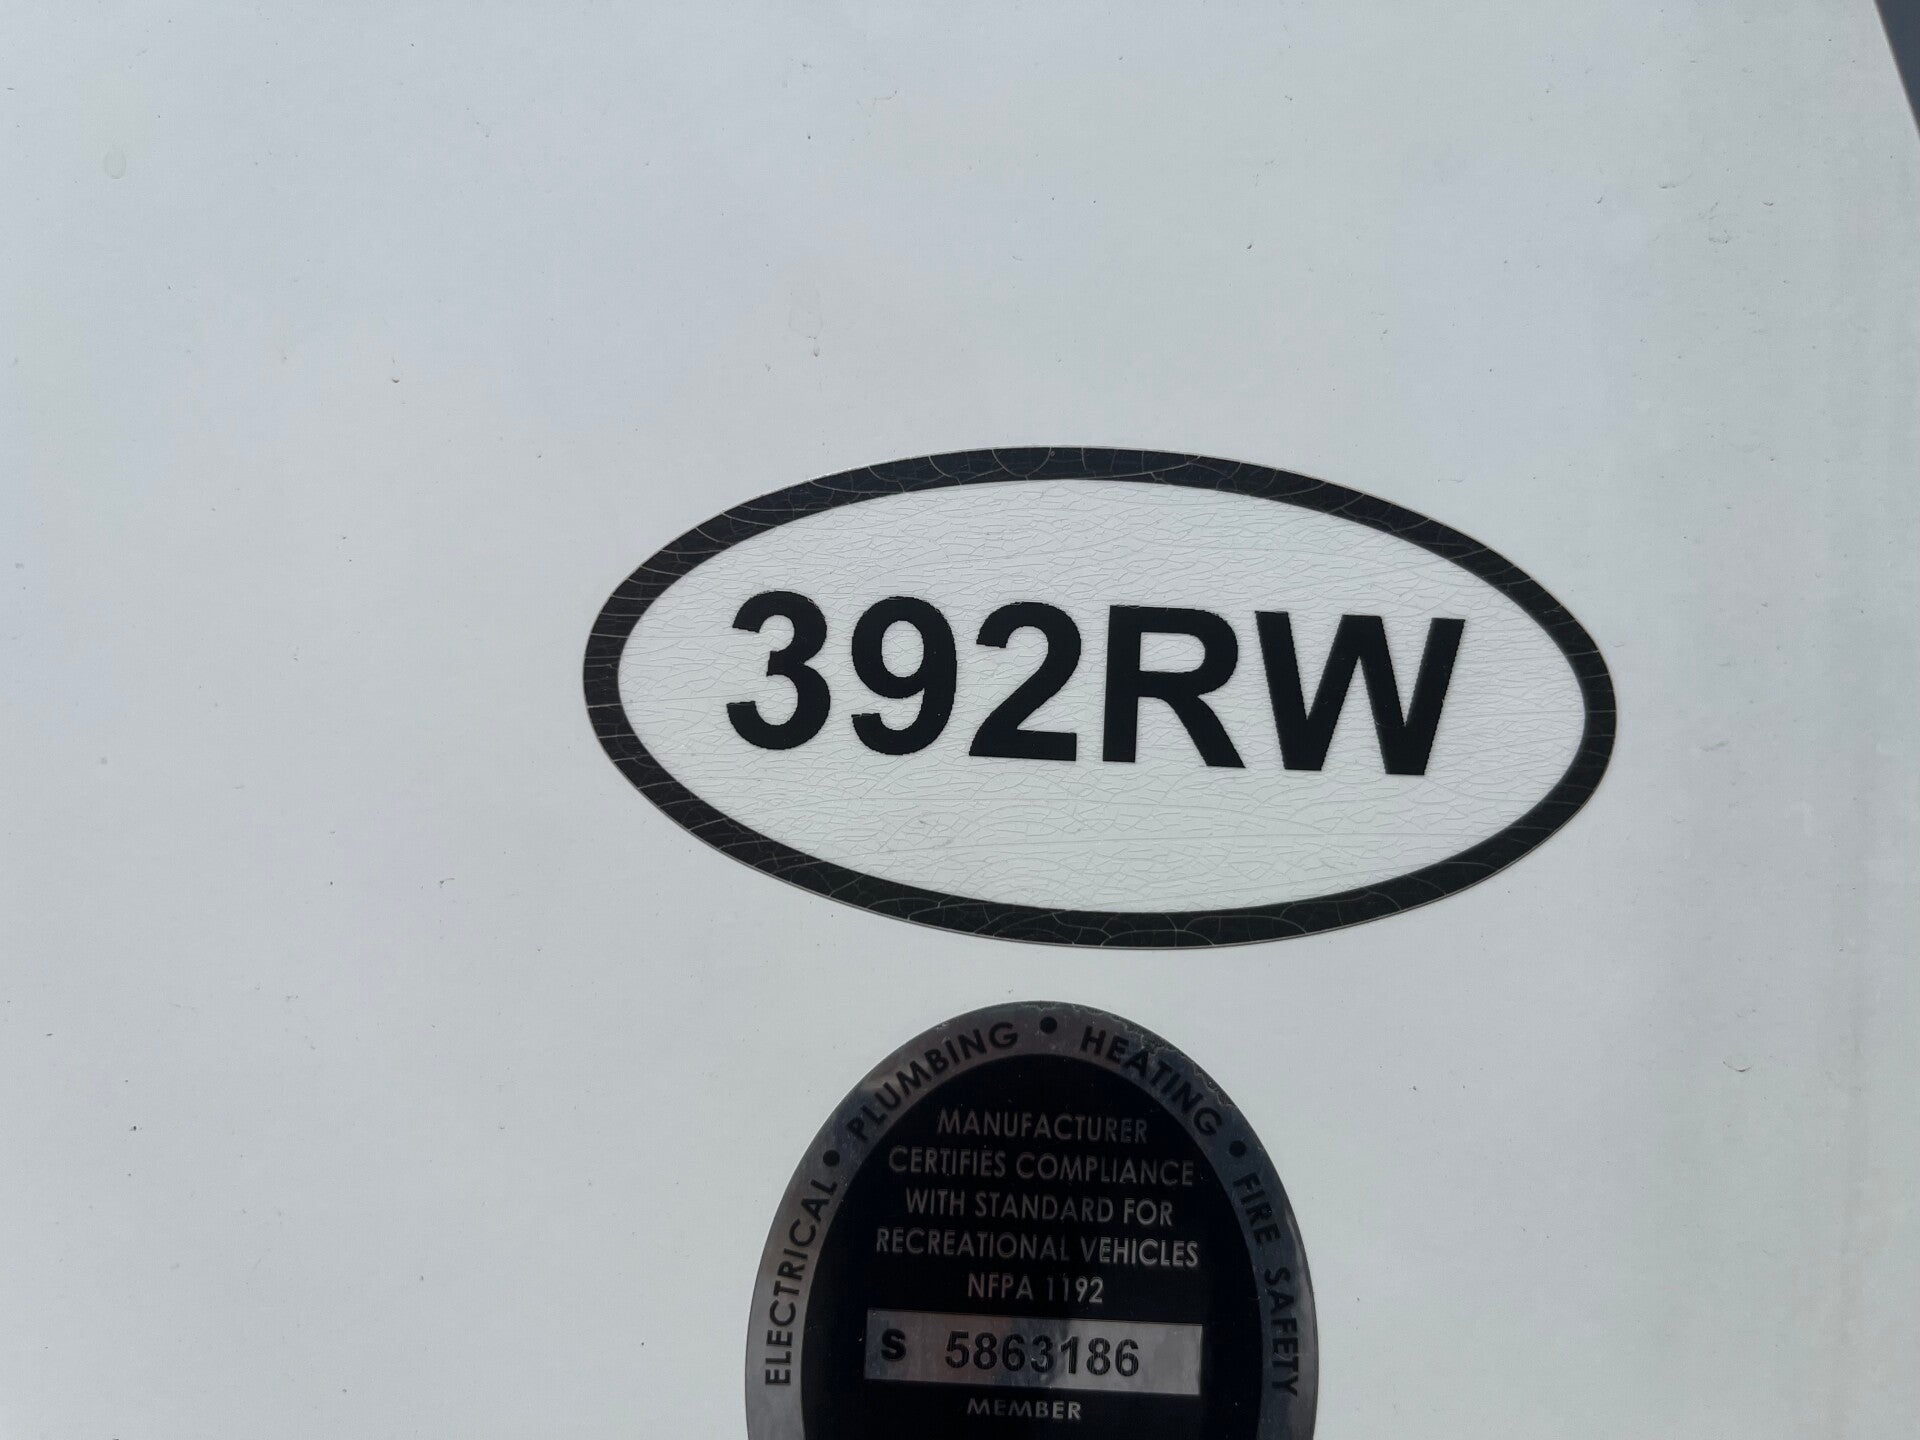 392RW
ELECTRICAL • PLUMBING • HEATING • FIRE SAFETY
MANUFACTURER
CERTIFIES COMPLIANCE
WITH STANDARD FOR
RECREATIONAL VEHICLES
NFPA 1192
S 5863186
MEMBER